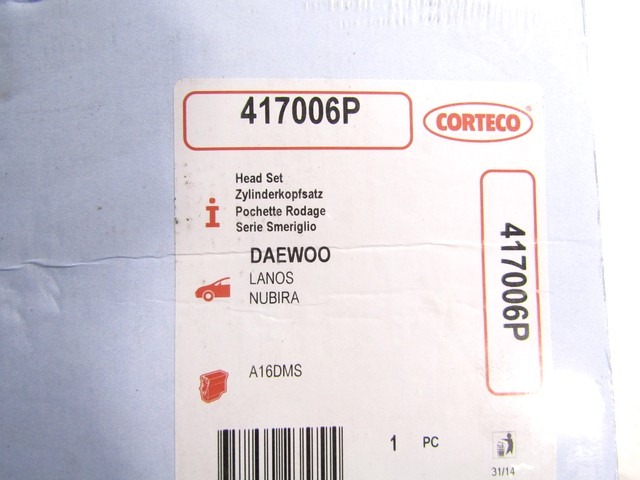 417006P
CORTECO®
Head Set
Zylinderkopfsatz
Pochette Rodage
Serie Smeriglio
DAEWOO
LANOS
NUBIRA
417006P
A16DMS
1 PC
31/14